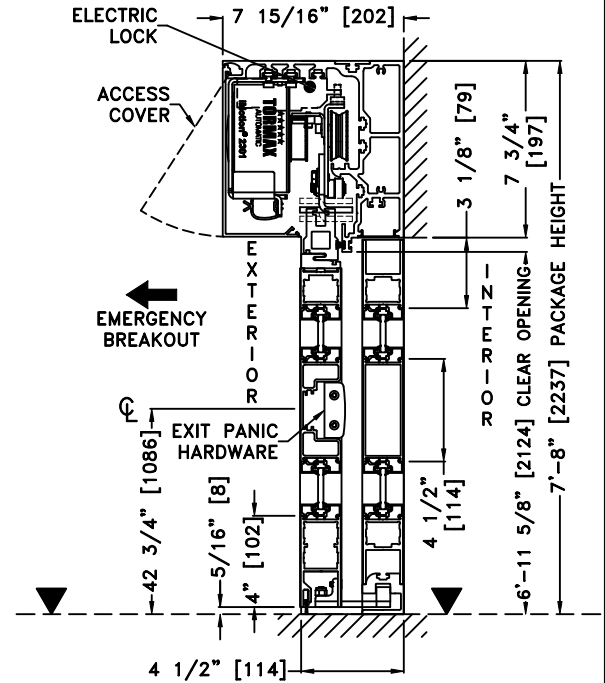 ELECTRIC
LOCK
7 15/16" [202]
ACCESS
COVER
TORMAX
AUTOMATIC
3 1/8" [79]
7 3/4"
[197]
EXTERIOR
INTERIOR
EMERGENCY
BREAKOUT
6'-11 5/8" [2124] CLEAR OPENING
7'-8" [2237] PACKAGE HEIGHT
℄
EXIT PANIC
HARDWARE
42 3/4" [1086]
5/16" [8]
4" [102]
4 1/2"
[114]
4 1/2" [114]